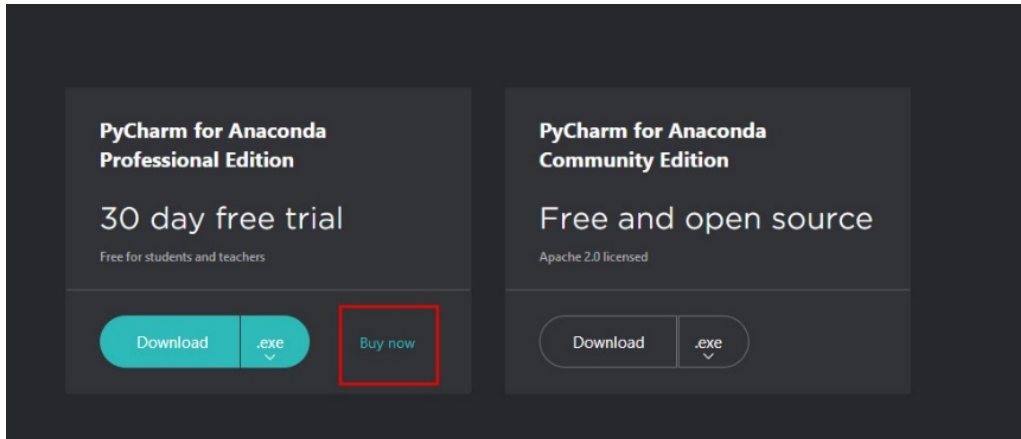 PyCharm for Anaconda
Professional Edition
30 day free trial
Free for students and teachers
Download
.exe
Buy now
PyCharm for Anaconda
Community Edition
Free and open source
Apache 2.0 licensed
Download
.exe